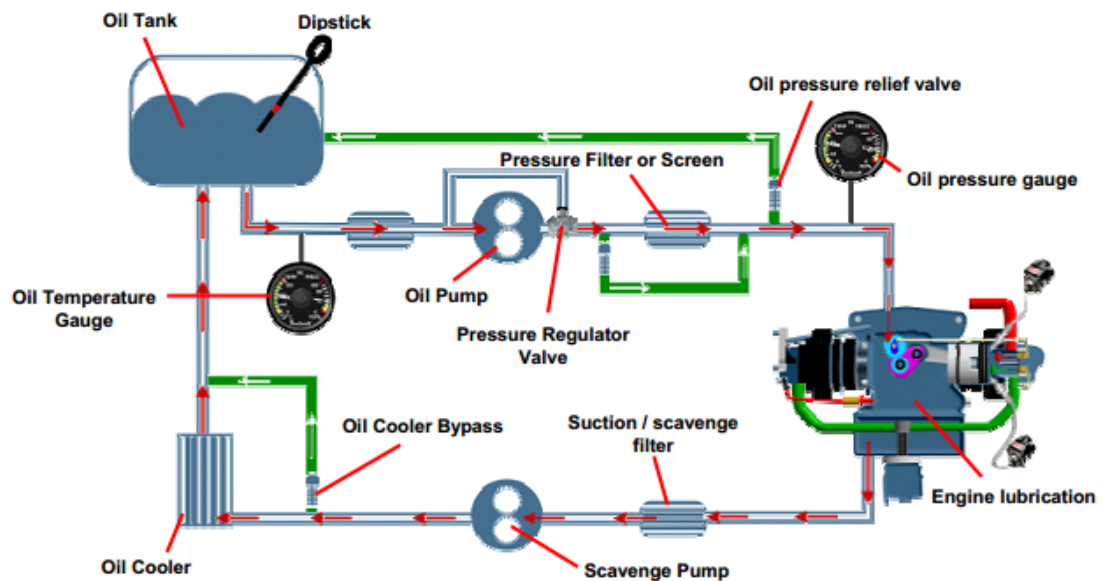 Oil Tank
Dipstick
Oil pressure relief valve
Pressure Filter or Screen
Oil pressure gauge
Oil Temperature
Gauge
Oil Pump
Pressure Regulator
Valve
Oil Cooler Bypass
Suction / scavenge
filter
Engine lubrication
Oil Cooler
Scavenge Pump